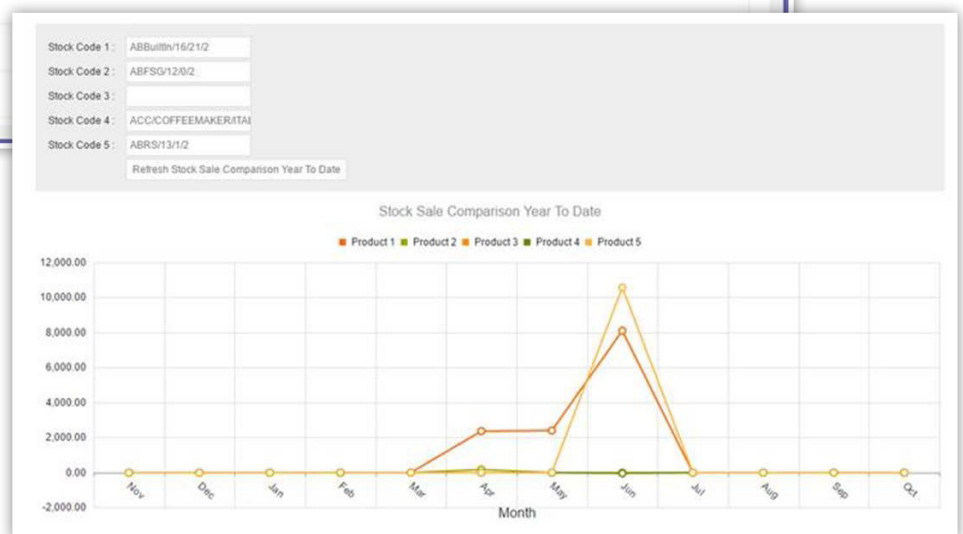 Stock Code 1 : ABBuiltIn/16/21/2
Stock Code 2 : ABFSG/12/0/2
Stock Code 3 :
Stock Code 4 : ACC/COFFEEMAKER/ITAL
Stock Code 5 : ABRS/13/1/2
Refresh Stock Sale Comparison Year To Date
Stock Sale Comparison Year To Date
Product 1 Product 2 Product 3 Product 4 Product 5
12,000.00
10,000.00
8,000.00
6,000.00
4,000.00
2,000.00
0.00
-2,000.00
Nov Dec Jan Feb Mar Apr May Jun Jul Aug Sep Oct
Month